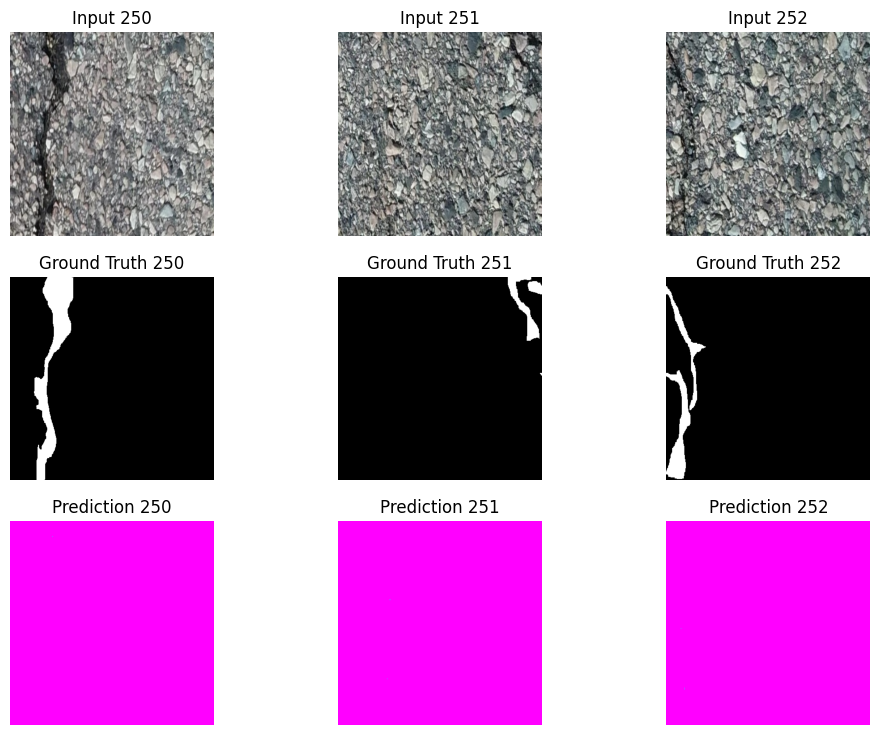 Input 250
Input 251
Input 252
Ground Truth 250
Ground Truth 251
Ground Truth 252
Prediction 250
Prediction 251
Prediction 252